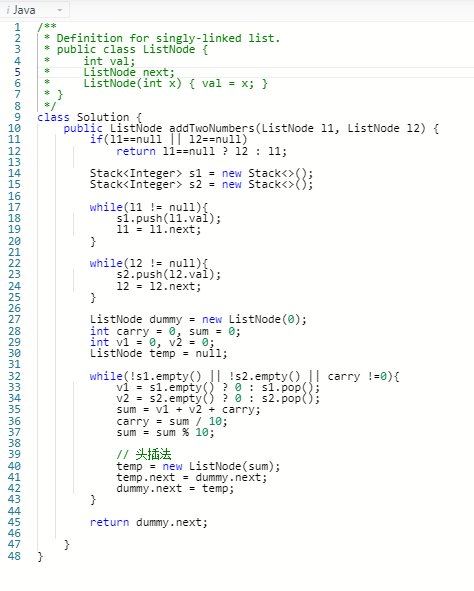 i Java
1 /**
2 * Definition for singly-linked list.
3 * public class ListNode {
4 *     int val;
5 *     ListNode next;
6 *     ListNode(int x) { val = x; }
7 * }
8 */
9 class Solution {
10     public ListNode addTwoNumbers(ListNode l1, ListNode l2) {
11         if(l1==null || l2==null)
12             return l1==null ? l2 : l1;
13
14         Stack<Integer> s1 = new Stack<>();
15         Stack<Integer> s2 = new Stack<>();
16
17         while(l1 != null){
18             s1.push(l1.val);
19             l1 = l1.next;
20         }
21
22         while(l2 != null){
23             s2.push(l2.val);
24             l2 = l2.next;
25         }
26
27         ListNode dummy = new ListNode(0);
28         int carry = 0, sum = 0;
29         int v1 = 0, v2 = 0;
30         ListNode temp = null;
31
32         while(!s1.empty() || !s2.empty() || carry !=0){
33             v1 = s1.empty() ? 0 : s1.pop();
34             v2 = s2.empty() ? 0 : s2.pop();
35             sum = v1 + v2 + carry;
36             carry = sum / 10;
37             sum = sum % 10;
38
39             // 头插法
40             temp = new ListNode(sum);
41             temp.next = dummy.next;
42             dummy.next = temp;
43         }
44
45         return dummy.next;
46
47     }
48 }